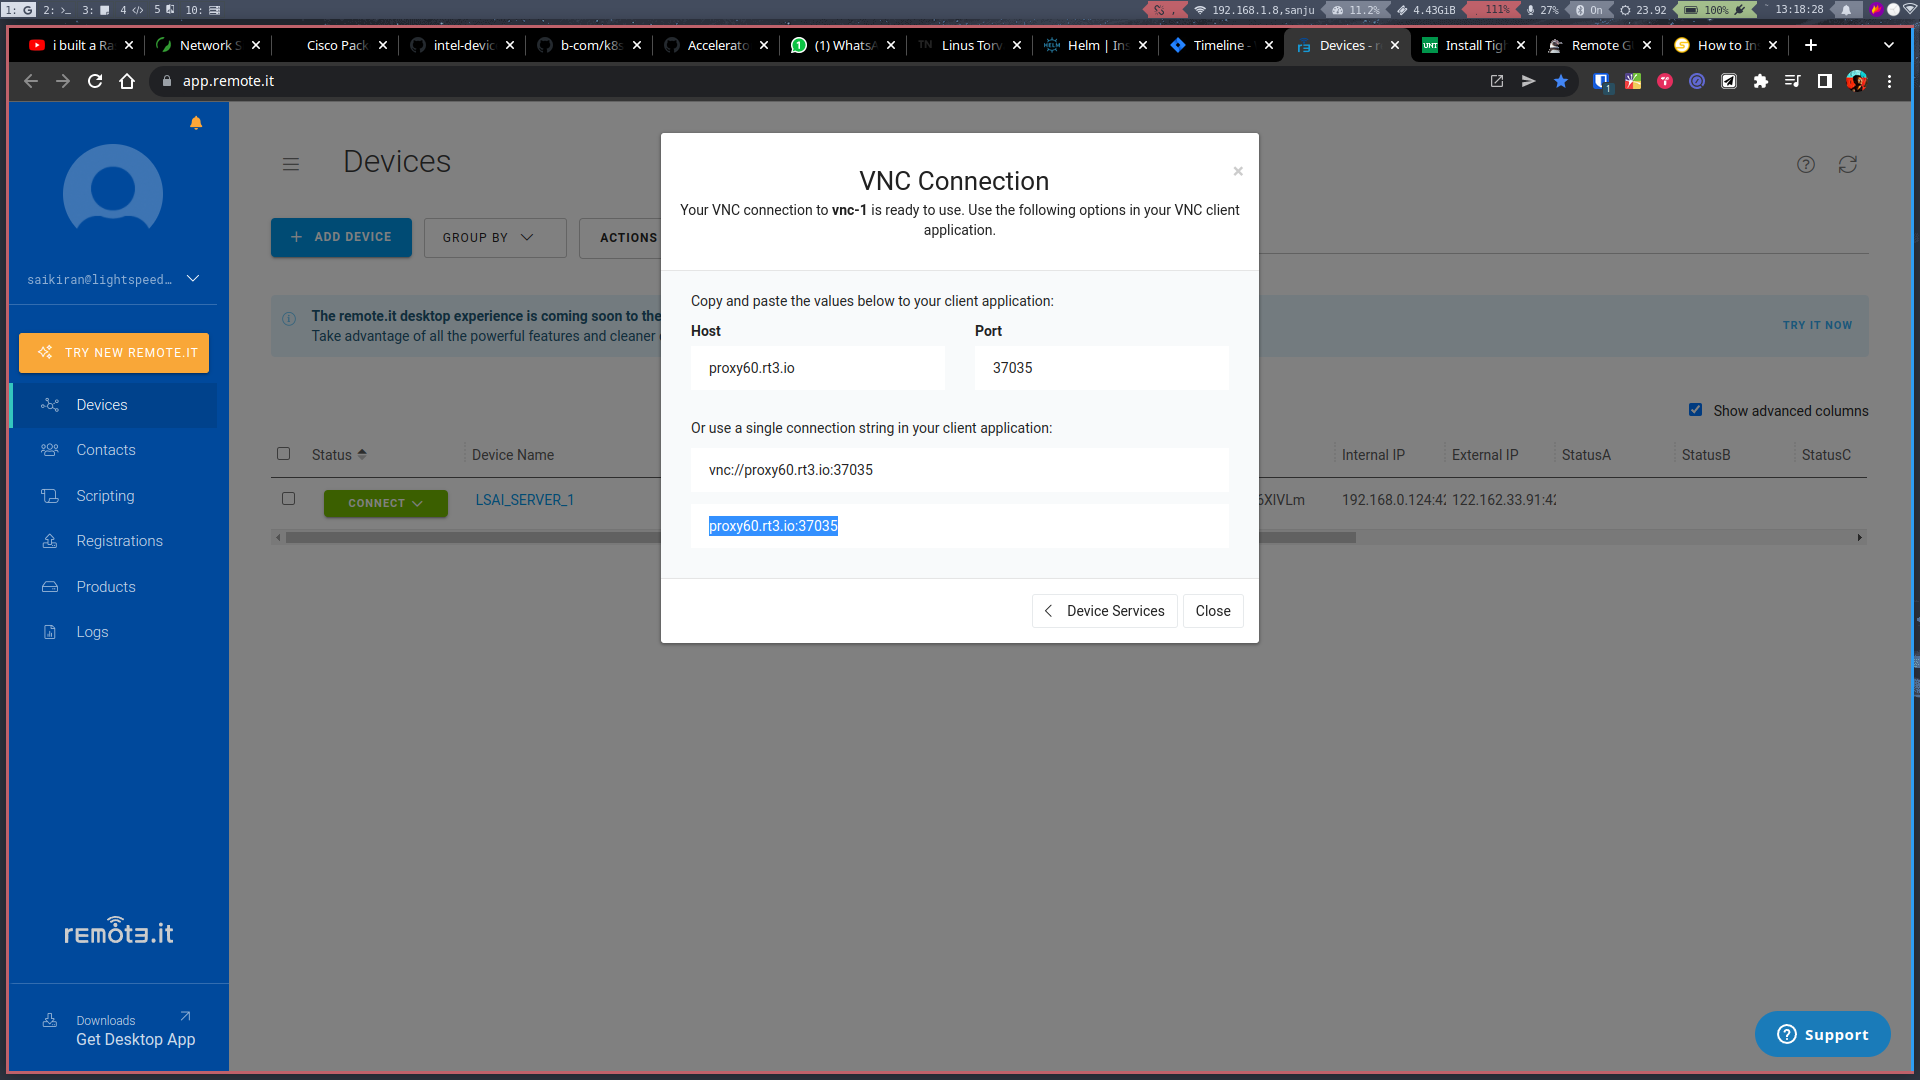 1: 2: >_ 3: 4 </> 5 10: 192.168.1.8,sanju 11.2% 4.43GiB 111% 27% On 23.92 100% 13:18:28
i built a Ra Network S Cisco Pack intel-devic b-com/k8s Accelerato (1) WhatsA TN Linus Torv HELM Helm | Ins Timeline - Devices - r UNI Install Tig Remote G How to In
app.remote.it 1
saikiran@lightspeed...
TRY NEW REMOTE.IT
Devices
Contacts
Scripting
Registrations
Products
Logs
remote.it
Downloads
Get Desktop App
Devices
ADD DEVICE GROUP BY ACTIONS
The remote.it desktop experience is coming soon to the
Take advantage of all the powerful features and cleaner
TRY IT NOW
Show advanced columns
Status Device Name Internal IP External IP StatusA StatusB StatusC
CONNECT LSAI_SERVER_1 6XIVLm 192.168.0.124:42 122.162.33.91:42
VNC Connection
×
Your VNC connection to vnc-1 is ready to use. Use the following options in your VNC client
application.
Copy and paste the values below to your client application:
Host Port
proxy60.rt3.io 37035
Or use a single connection string in your client application:
vnc://proxy60.rt3.io:37035
proxy60.rt3.io:37035
Device Services Close
Support